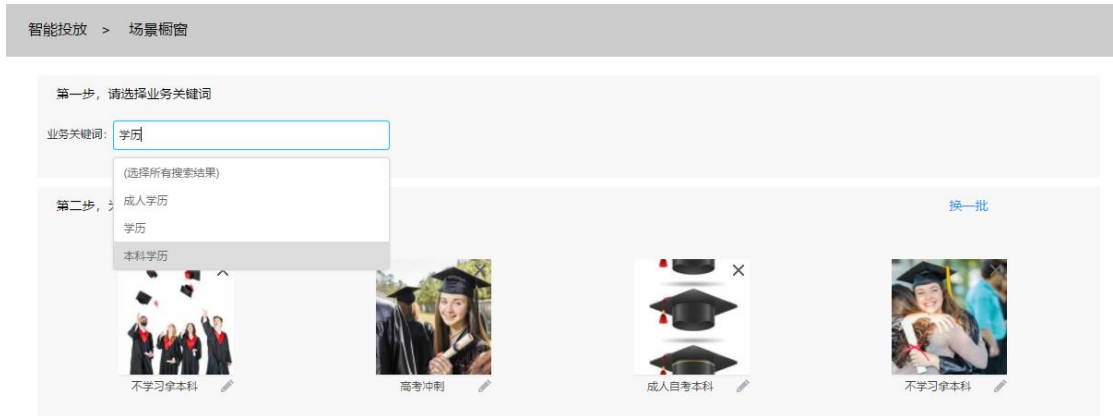 智能投放 > 场景橱窗
第一步，请选择业务关键词
业务关键词： 学历
(选择所有搜索结果)
成人学历
学历
本科学历
第二步，
换一批
不学习拿本科
高考冲刺
成人自考本科
不学习拿本科